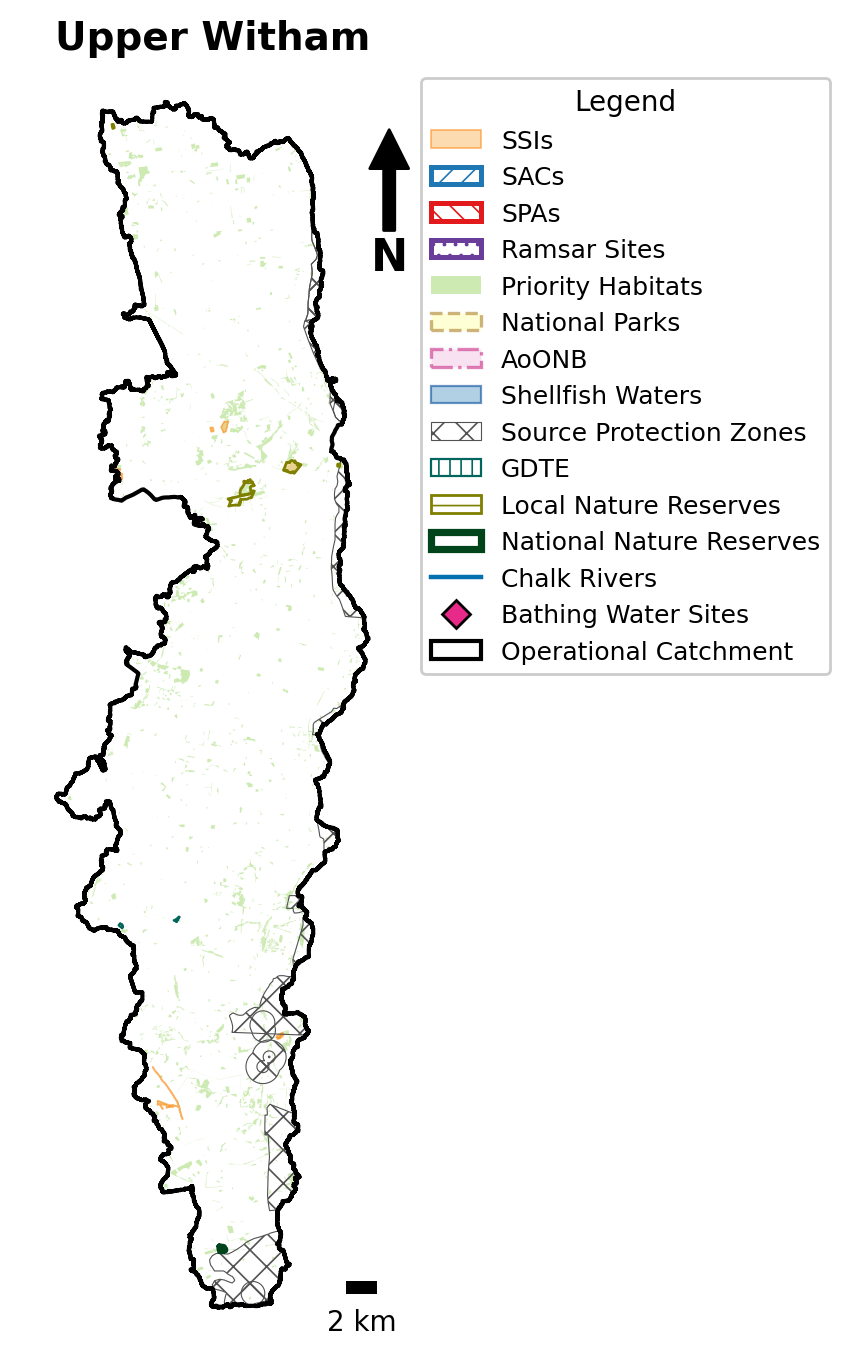 Upper Witham
N
Legend
SSIs
SACs
SPAs
Ramsar Sites
Priority Habitats
National Parks
AoONB
Shellfish Waters
Source Protection Zones
GDTE
Local Nature Reserves
National Nature Reserves
Chalk Rivers
Bathing Water Sites
Operational Catchment
2 km